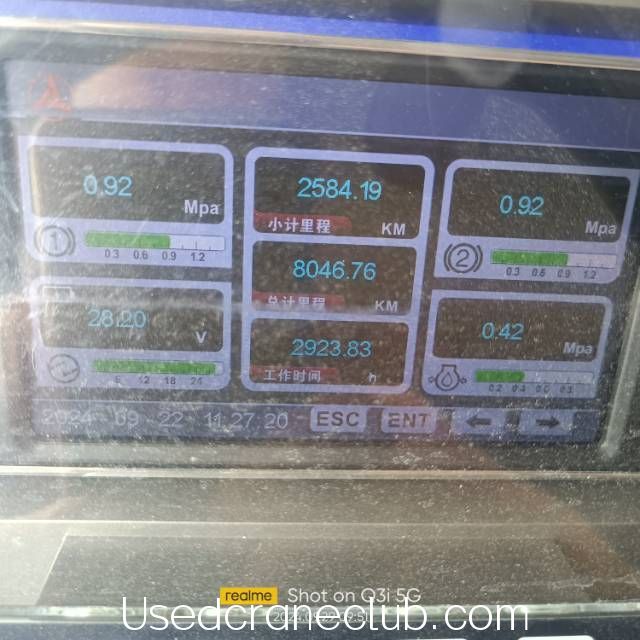 0.92
Mpa
1
0.3 0.6 0.9 1.2
2584.19
小计里程 KM
0.92
Mpa
2
0.3 0.6 0.9 1.2
8046.76
总计里程 KM
28.20
V
6 12 18 24
2923.83
工作时间 h
0.42
Mpa
0.2 0.4
2024 09 22 11.27.20 ESC ENT
realme Shot on Q3i 5G
Usedcraneclub.com